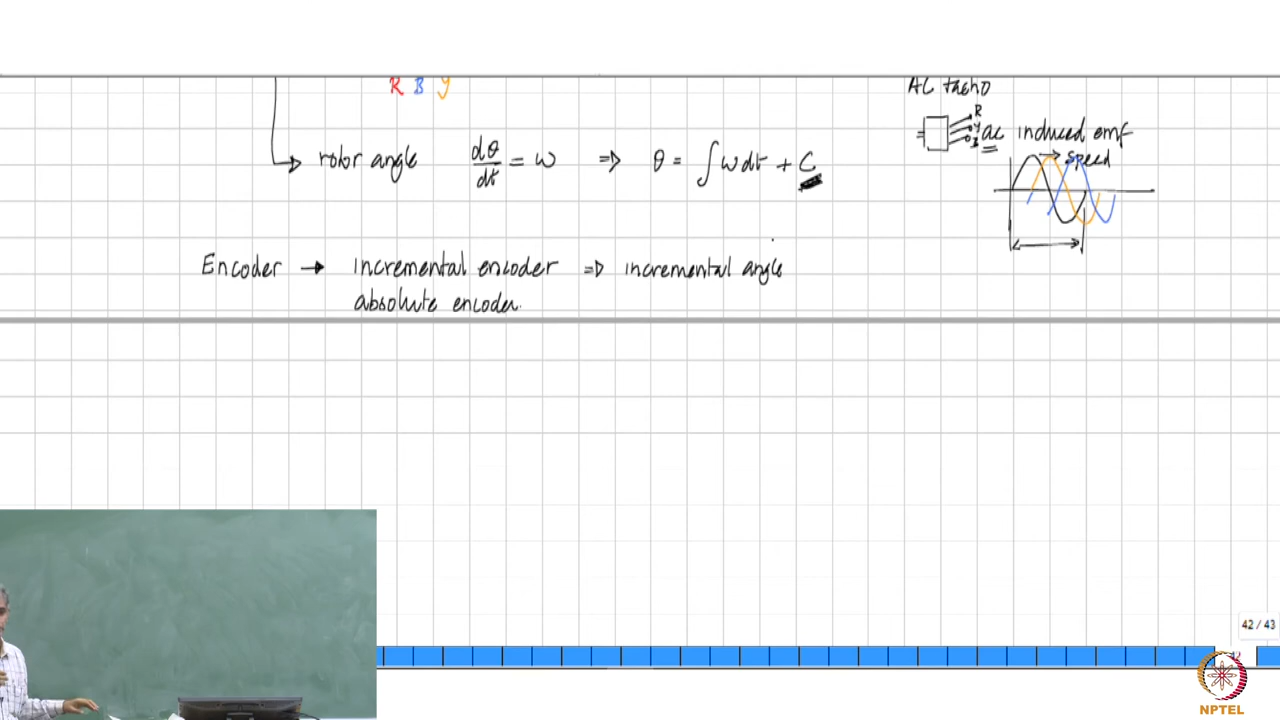 R B Y
AC tacho
R
Y
B
ac induced emf
→ speed
rotor angle dθ/dt = ω ⇒ θ = ∫ωdt + C
Encoder → incremental encoder ⇒ incremental angle
absolute encoder.
42 / 43
NPTEL